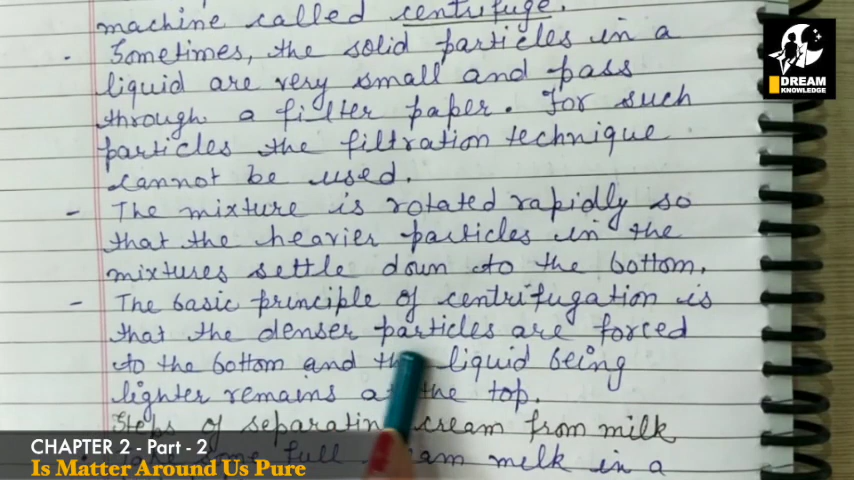 machine called centrifuge.
Sometimes, the solid particles in a
liquid are very small and pass
through a filter paper. For such
particles the filtration technique
cannot be used.
- The mixture is rotated rapidly so
that the heavier particles in the
mixtures settle down to the bottom.
- The basic principle of centrifugation is
that the denser particles are forced
to the bottom and the liquid being
lighter remains at the top.
Steps of separating cream from milk
some full cream milk in a
DREAM
KNOWLEDGE
CHAPTER 2 - Part - 2
Is Matter Around Us Pure